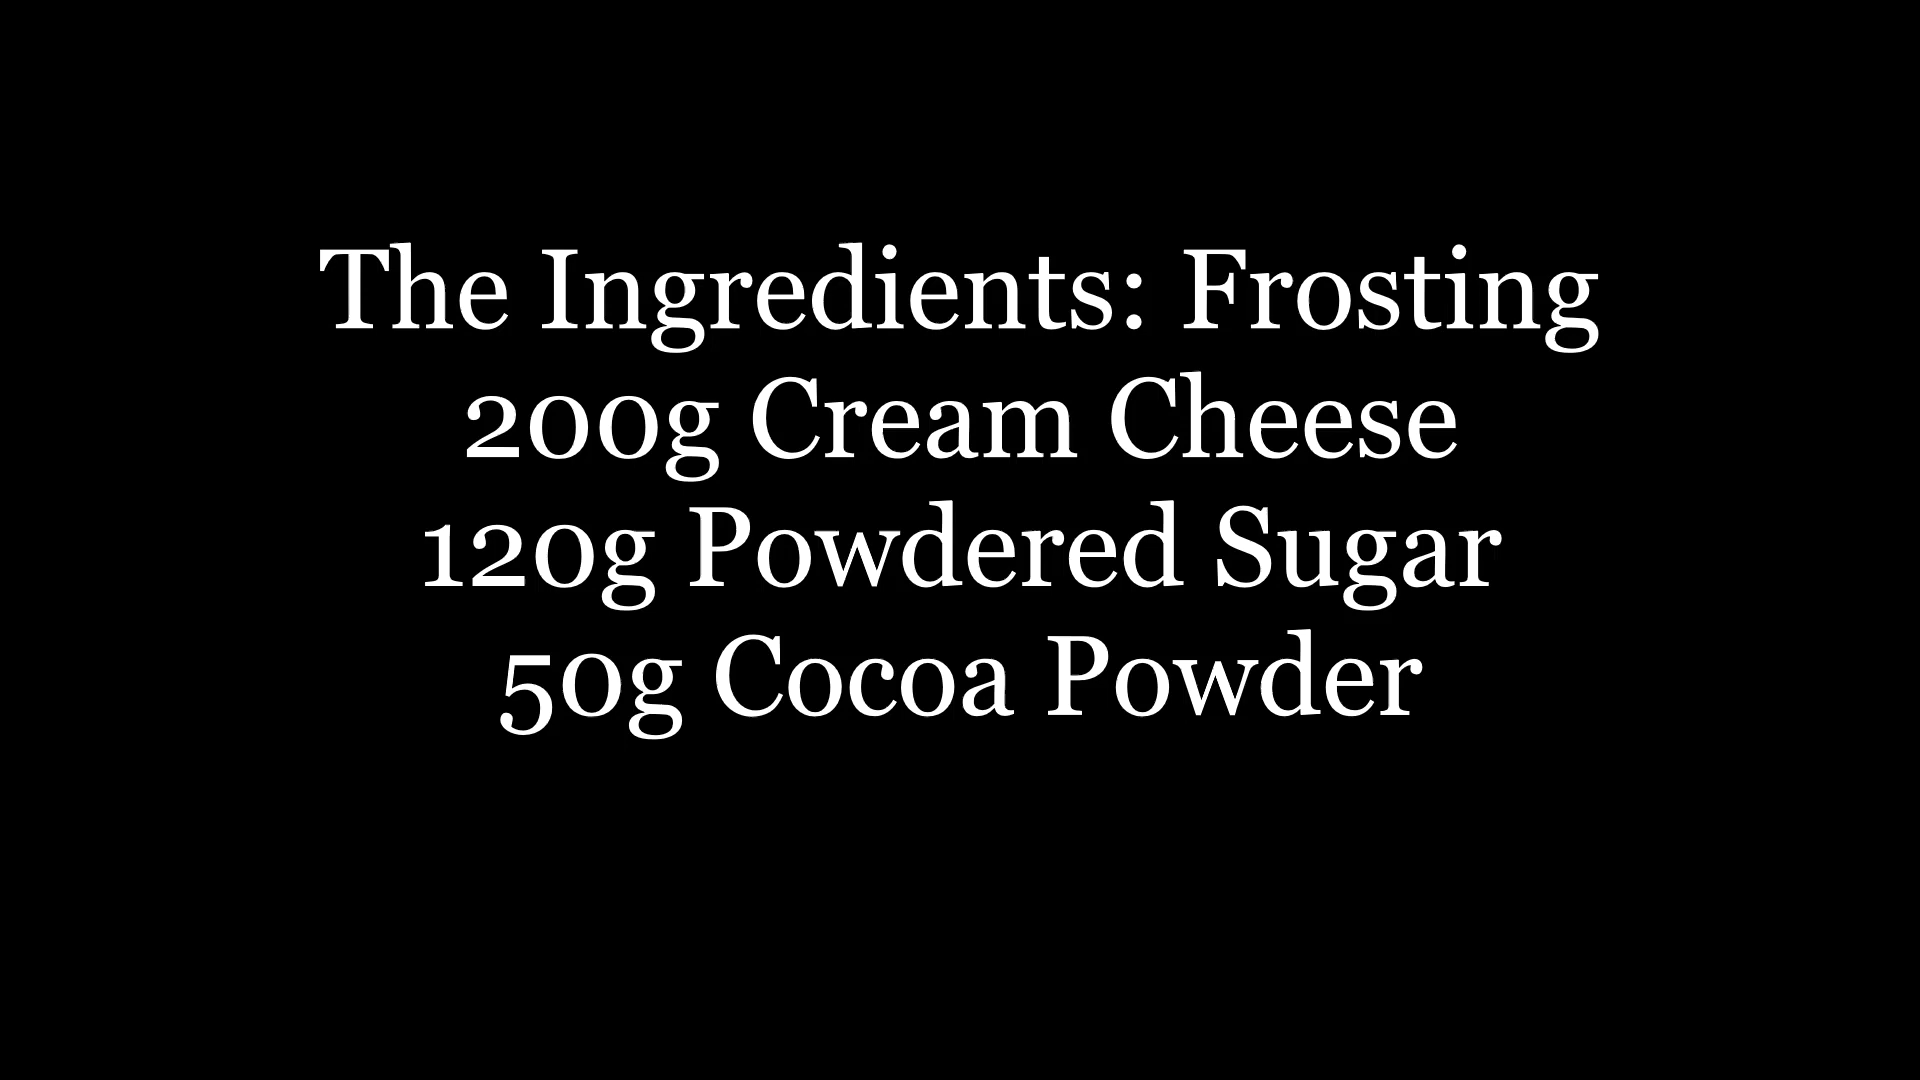 The Ingredients: Frosting
200g Cream Cheese
120g Powdered Sugar
50g Cocoa Powder